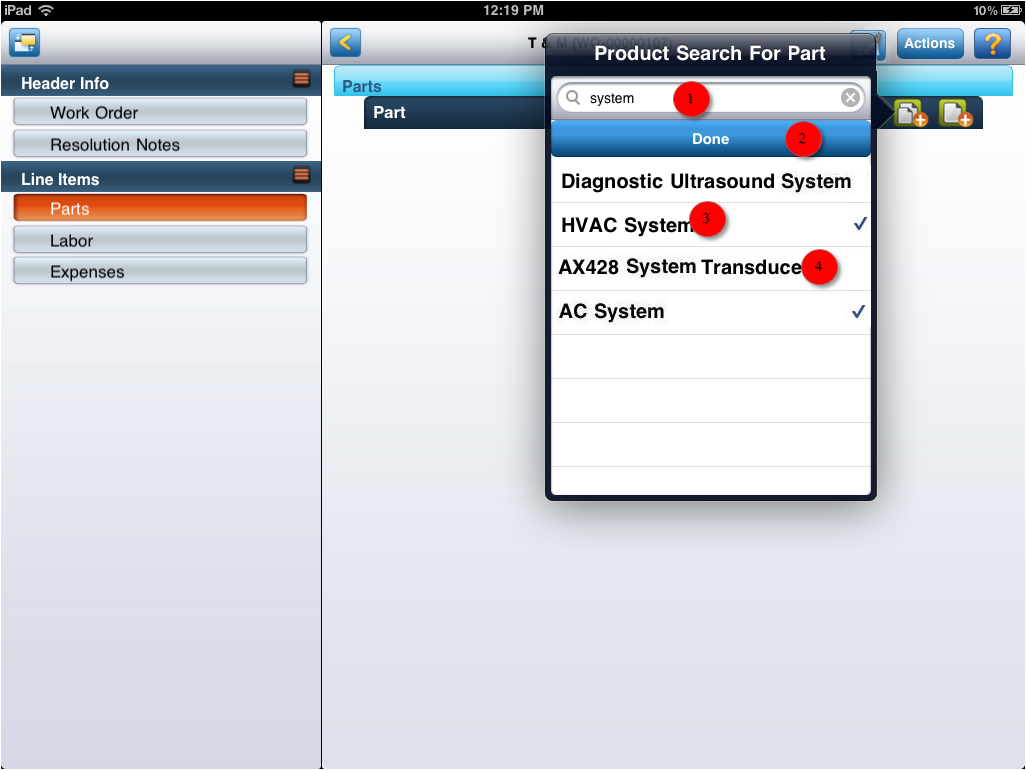 iPad 12:19 PM 10%
T & M (WO-00000107) Actions ?
Product Search For Part
Header Info
Work Order
Resolution Notes
Line Items
Parts
Labor
Expenses
Parts
Part
system 1
Done 2
Diagnostic Ultrasound System
HVAC System 3
AX428 System Transduce 4
AC System